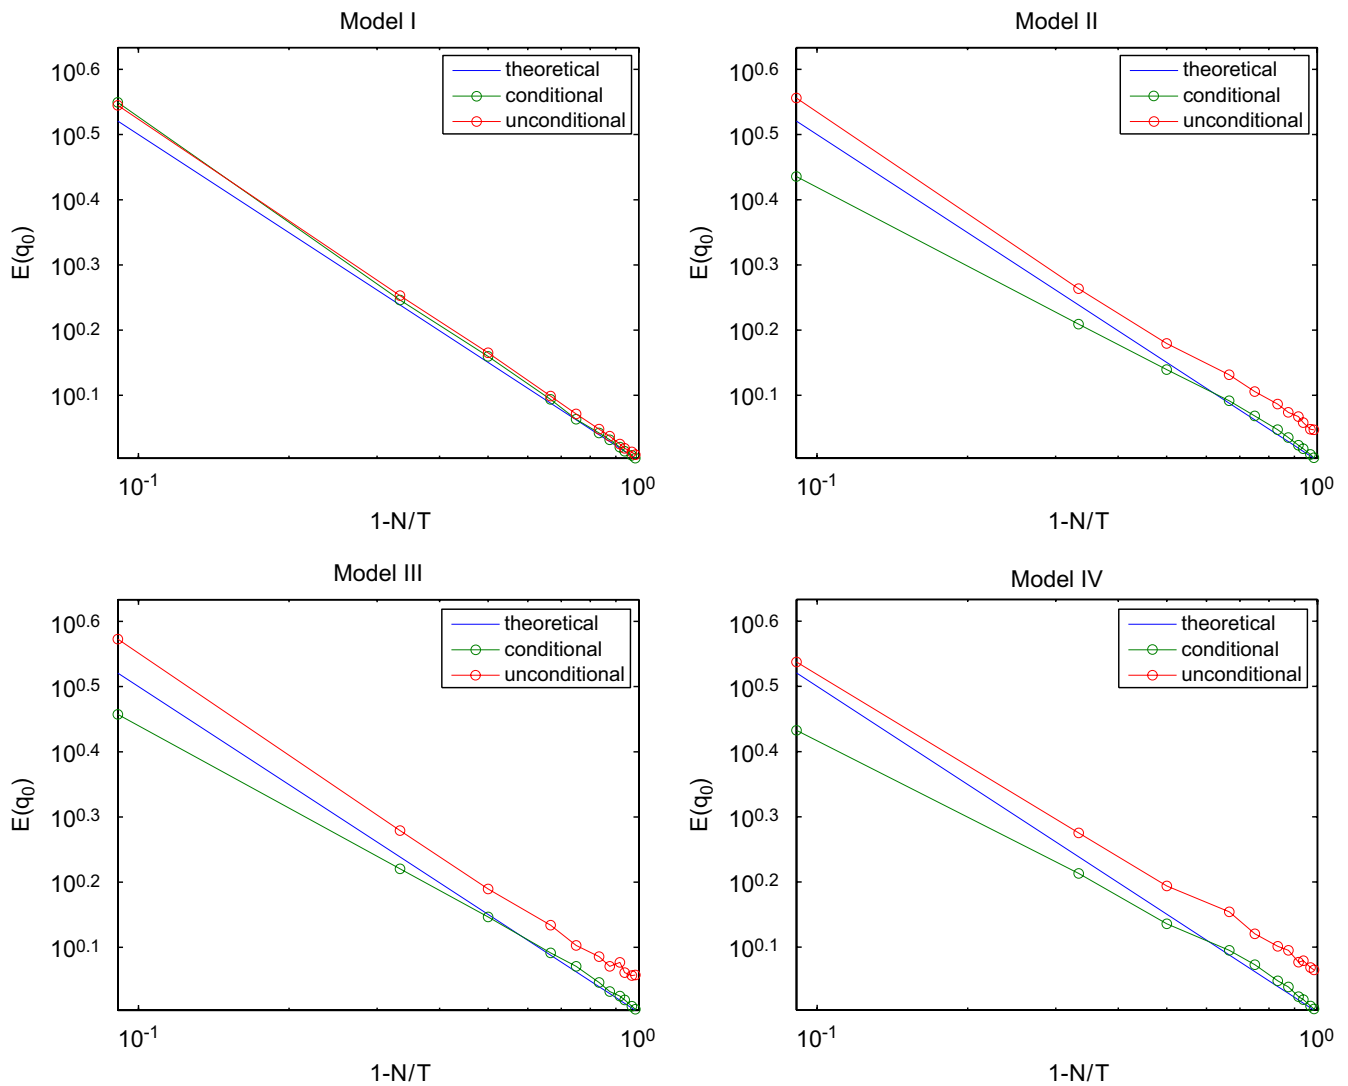 Model I
10^0.6
10^0.5
10^0.4
10^0.3
10^0.2
10^0.1
E(q₀)
theoretical
conditional
unconditional
10^-1
10^0
1-N/T
Model II
10^0.6
10^0.5
10^0.4
10^0.3
10^0.2
10^0.1
E(q₀)
theoretical
conditional
unconditional
10^-1
10^0
1-N/T
Model III
10^0.6
10^0.5
10^0.4
10^0.3
10^0.2
10^0.1
E(q₀)
theoretical
conditional
unconditional
10^-1
10^0
1-N/T
Model IV
10^0.6
10^0.5
10^0.4
10^0.3
10^0.2
10^0.1
E(q₀)
theoretical
conditional
unconditional
10^-1
10^0
1-N/T